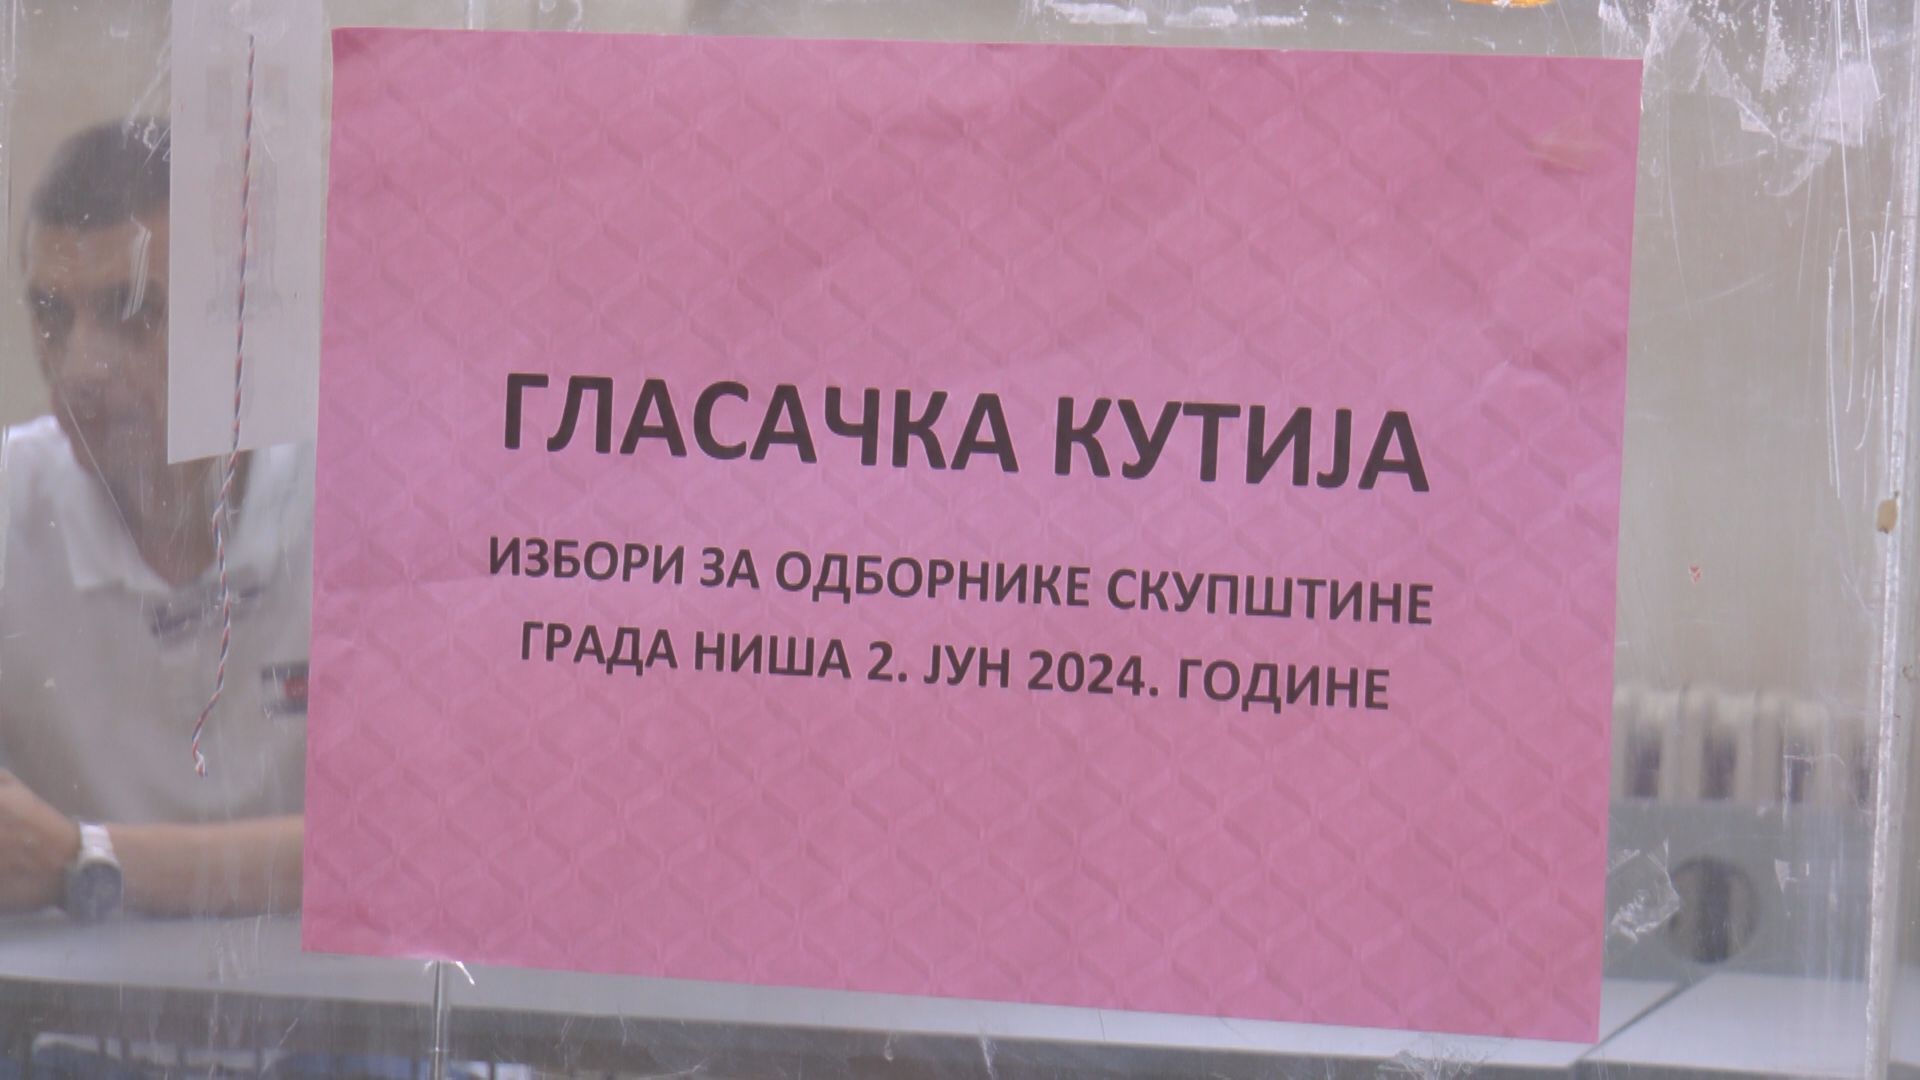 ГЛАСАЧКА КУТИЈА
ИЗБОРИ ЗА ОДБОРНИКЕ СКУПШТИНЕ
ГРАДА НИША 2. ЈУН 2024. ГОДИНЕ